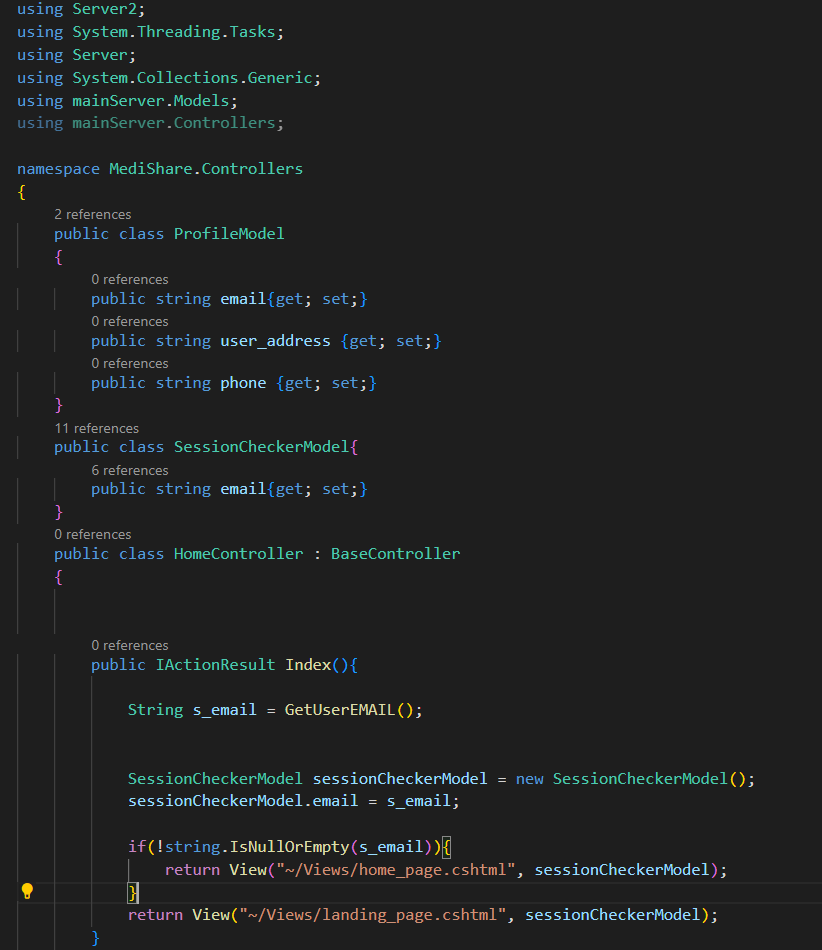 using Server2;
using System.Threading.Tasks;
using Server;
using System.Collections.Generic;
using mainServer.Models;
using mainServer.Controllers;
namespace MediShare.Controllers
{
2 references
public class ProfileModel
{
0 references
public string email{get; set;}
0 references
public string user_address {get; set;}
0 references
public string phone {get; set;}
}
11 references
public class SessionCheckerModel{
6 references
public string email{get; set;}
}
0 references
public class HomeController : BaseController
{
0 references
public IActionResult Index(){
String s_email = GetUserEMAIL();
SessionCheckerModel sessionCheckerModel = new SessionCheckerModel();
sessionCheckerModel.email = s_email;
if(!string.IsNullOrEmpty(s_email)){
return View("~/Views/home_page.cshtml", sessionCheckerModel);
}
return View("~/Views/landing_page.cshtml", sessionCheckerModel);
}